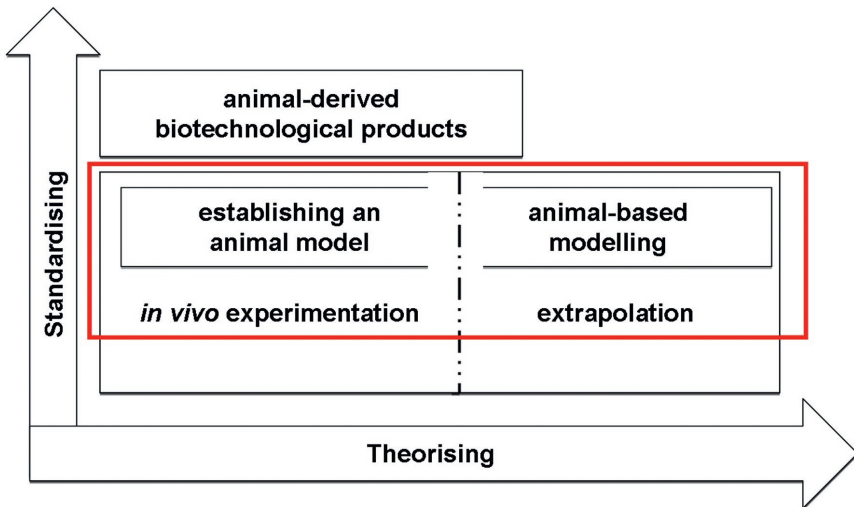 animal-derived
biotechnological products
Standardising
establishing an
animal model
animal-based
modelling
in vivo experimentation
extrapolation
Theorising